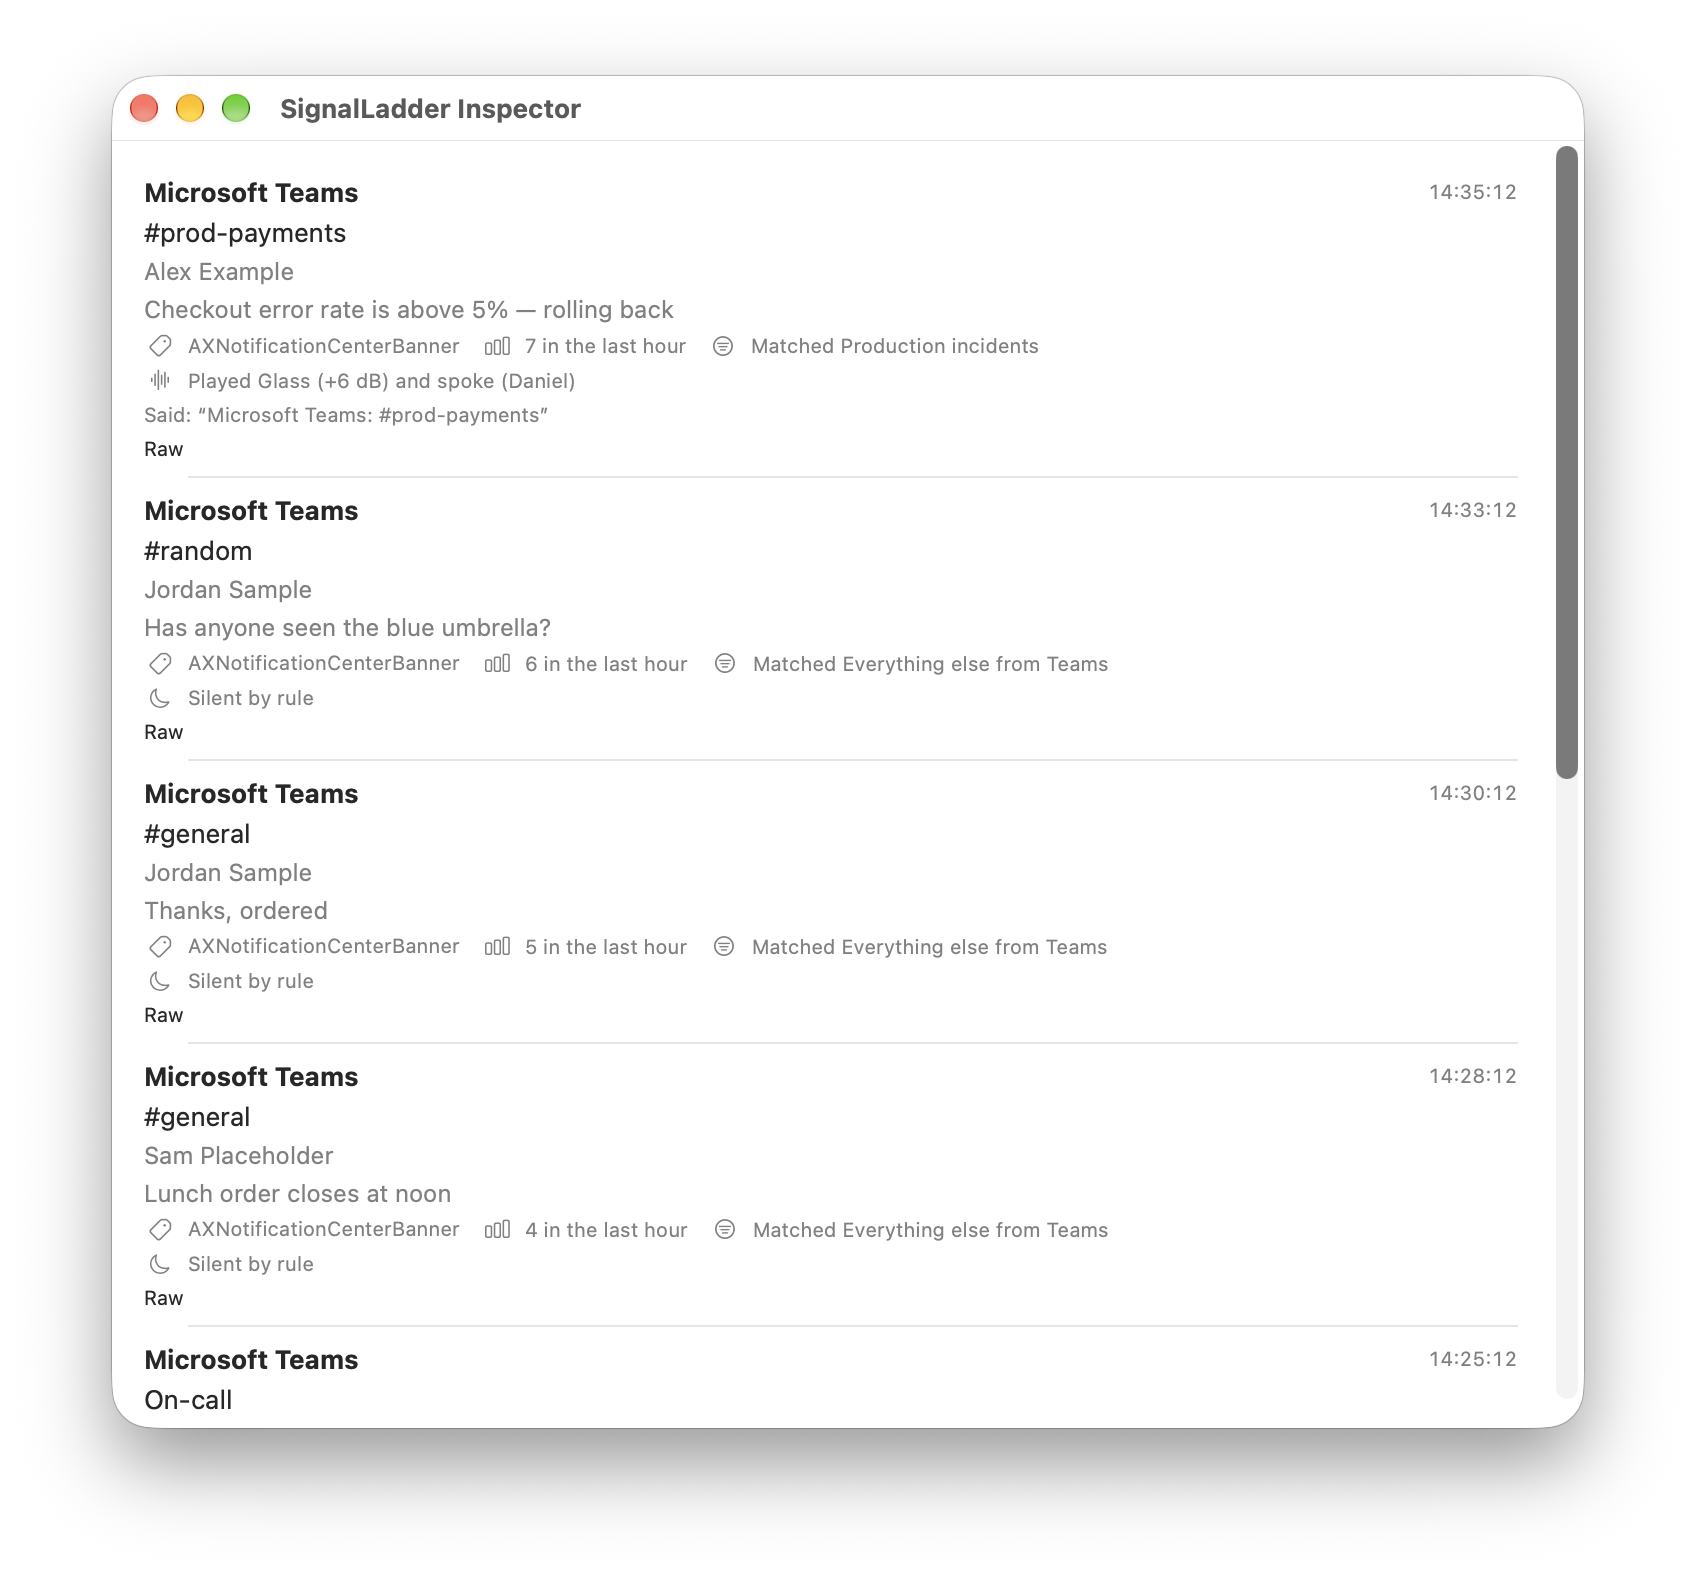 SignalLadder Inspector
Microsoft Teams 14:35:12
#prod-payments
Alex Example
Checkout error rate is above 5% — rolling back
AXNotificationCenterBanner 7 in the last hour Matched Production incidents
Played Glass (+6 dB) and spoke (Daniel)
Said: “Microsoft Teams: #prod-payments”
Raw
Microsoft Teams 14:33:12
#random
Jordan Sample
Has anyone seen the blue umbrella?
AXNotificationCenterBanner 6 in the last hour Matched Everything else from Teams
Silent by rule
Raw
Microsoft Teams 14:30:12
#general
Jordan Sample
Thanks, ordered
AXNotificationCenterBanner 5 in the last hour Matched Everything else from Teams
Silent by rule
Raw
Microsoft Teams 14:28:12
#general
Sam Placeholder
Lunch order closes at noon
AXNotificationCenterBanner 4 in the last hour Matched Everything else from Teams
Silent by rule
Raw
Microsoft Teams 14:25:12
On-call